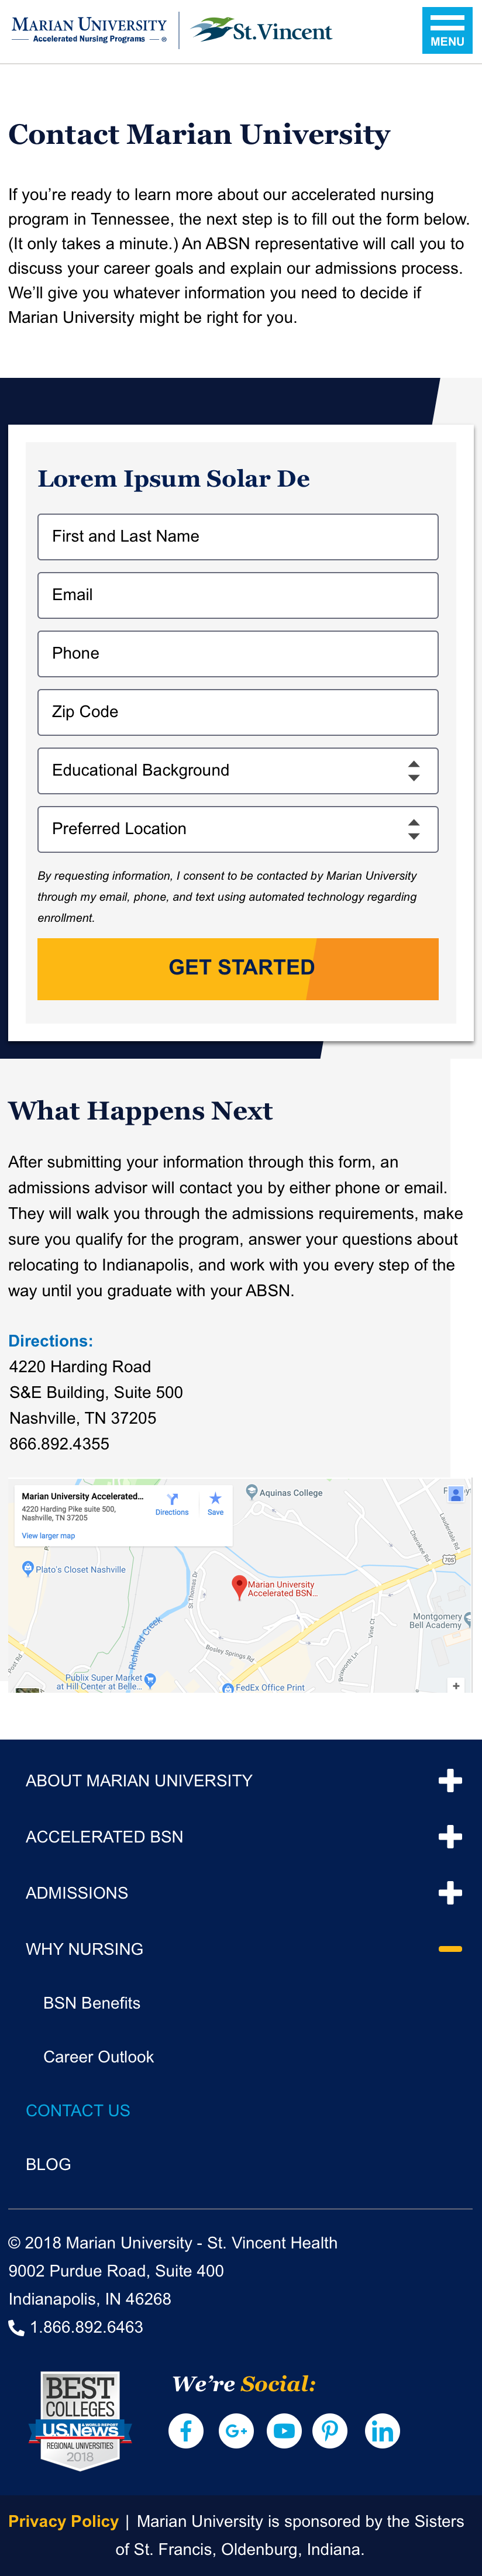 MARIAN UNIVERSITY
Accelerated Nursing Programs
®
St.Vincent
MENU
Contact Marian University
If you’re ready to learn more about our accelerated nursing
program in Tennessee, the next step is to fill out the form below.
(It only takes a minute.) An ABSN representative will call you to
discuss your career goals and explain our admissions process.
We’ll give you whatever information you need to decide if
Marian University might be right for you.
Lorem Ipsum Solar De
First and Last Name
Email
Phone
Zip Code
Educational Background
Preferred Location
By requesting information, I consent to be contacted by Marian University
through my email, phone, and text using automated technology regarding
enrollment.
GET STARTED
What Happens Next
After submitting your information through this form, an
admissions advisor will contact you by either phone or email.
They will walk you through the admissions requirements, make
sure you qualify for the program, answer your questions about
relocating to Indianapolis, and work with you every step of the
way until you graduate with your ABSN.
Directions:
4220 Harding Road
S&E Building, Suite 500
Nashville, TN 37205
866.892.4355
Marian University Accelerated...
4220 Harding Pike suite 500,
Nashville, TN 37205
Directions
Save
View larger map
Aquinas College
Lauderdale Rd
Cherokee Rd
705
Plato's Closet Nashville
St Thomas Dr
Marian University
Accelerated BSN...
Montgomery
Bell Academy
Richland Creek
Vine Ct
Bosley Springs Rd
Post Rd
Publix Super Market
at Hill Center at Belle...
FedEx Office Print
+
ABOUT MARIAN UNIVERSITY
ACCELERATED BSN
ADMISSIONS
WHY NURSING
BSN Benefits
Career Outlook
CONTACT US
BLOG
© 2018 Marian University - St. Vincent Health
9002 Purdue Road, Suite 400
Indianapolis, IN 46268
1.866.892.6463
BEST
COLLEGES
U.S.News
& WORLD REPORT
REGIONAL UNIVERSITIES
2018
We’re Social:
f
G+
P
in
Privacy Policy | Marian University is sponsored by the Sisters
of St. Francis, Oldenburg, Indiana.